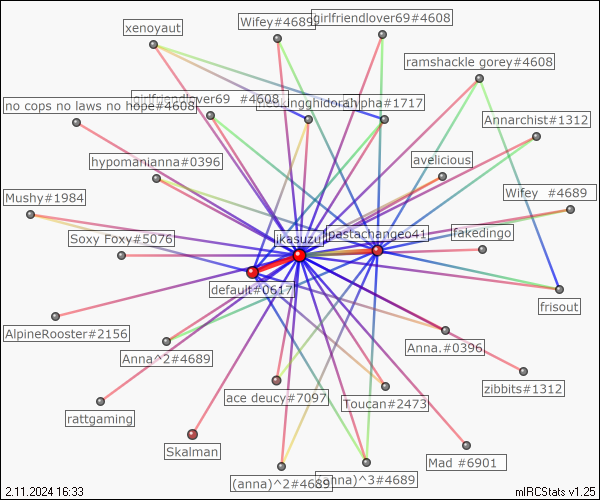 xenoyaut
Wifey#4689
girlfriendlover69#4608
ramshackle gorey#4608
no cops no laws no hope#4608
girlfriendlover69 #4608
alpha#1717
Annarchist#1312
hypomanianna#0396
avelicious
Mushy#1984
Wifey #4689
Soxy Foxy#5076
ikasuzu
pastachangeo41
fakedingo
default#0617
frisout
AlpineRooster#2156
Anna^2#4689
Anna.#0396
ace deucy#7097
Toucan#2473
zibbits#1312
rattgaming
Skalman
(anna)^2#4689
(anna)^3#4689
Mad #6901
2.11.2024 16:33
mIRCStats v1.25